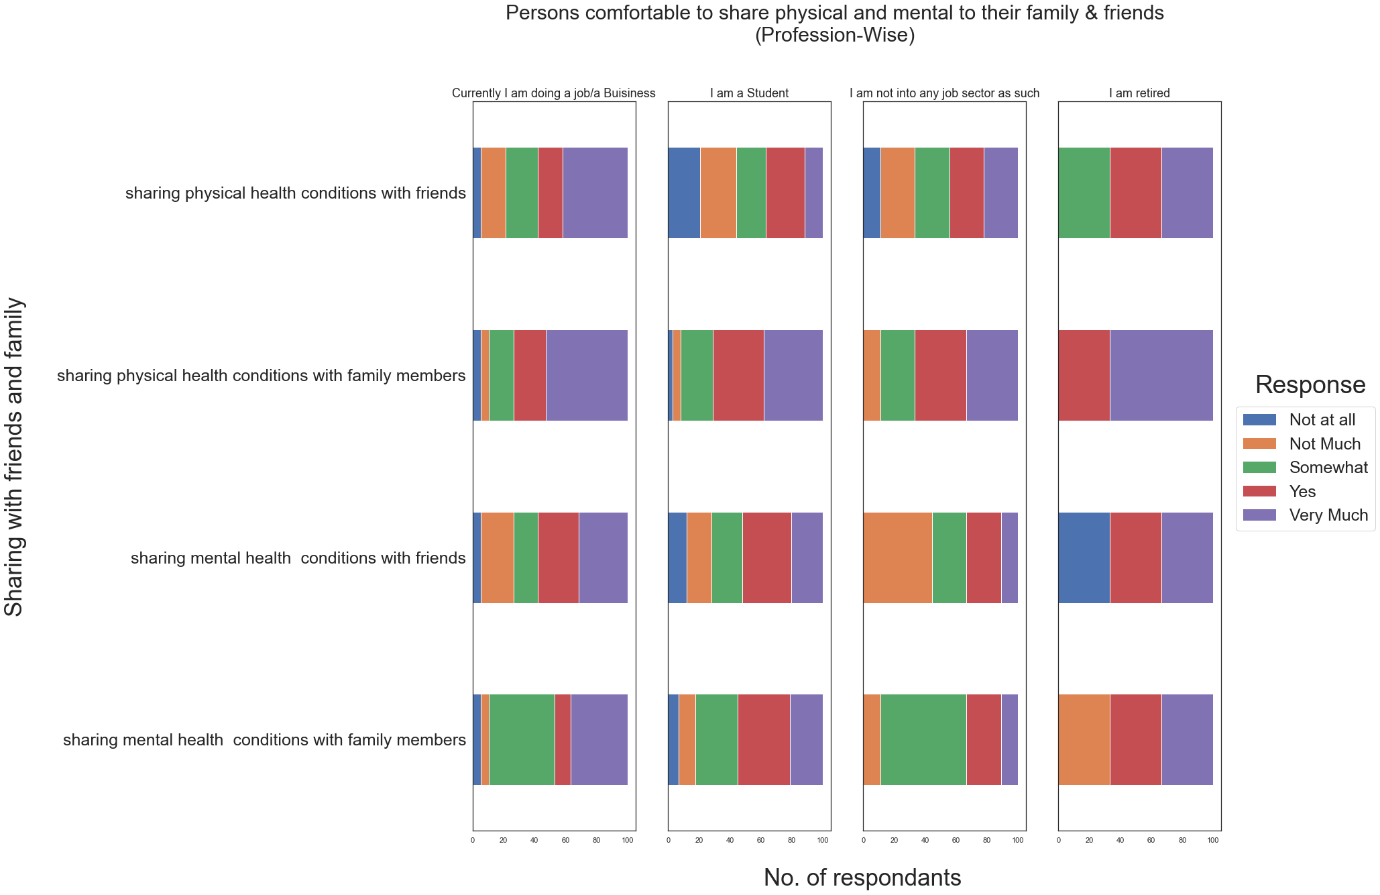 Persons comfortable to share physical and mental to their family & friends
(Profession-Wise)
Currently I am doing a job/a Buisiness
I am a Student
I am not into any job sector as such
I am retired
Sharing with friends and family
sharing physical health conditions with friends
sharing physical health conditions with family members
sharing mental health  conditions with friends
sharing mental health  conditions with family members
0 20 40 60 80 100
0 20 40 60 80 100
0 20 40 60 80 100
0 20 40 60 80 100
No. of respondants
Response
Not at all
Not Much
Somewhat
Yes
Very Much